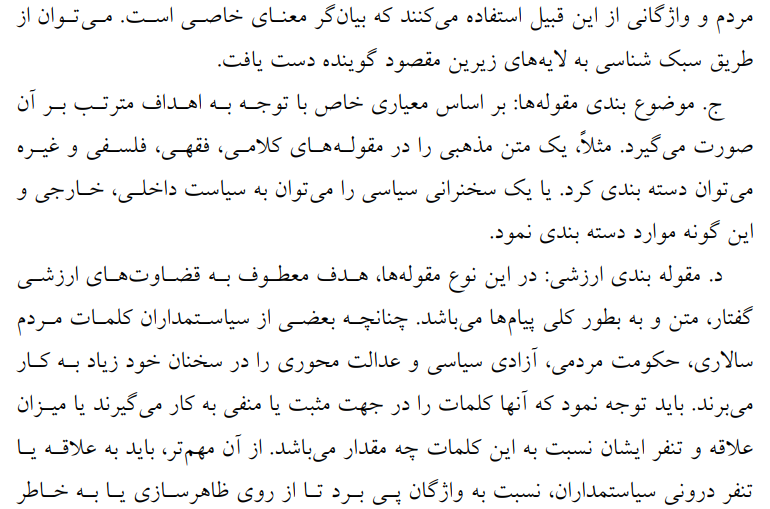 مردم و واژگانی از این قبیل استفاده می‌کنند که بیان‌گر معنای خاصی است. می‌توان از
طریق سبک شناسی به لایه‌های زیرین مقصود گوینده دست یافت.
ج. موضوع بندی مقوله‌ها: بر اساس معیاری خاص با توجه به اهداف مترتب بر آن
صورت می‌گیرد. مثلاً، یک متن مذهبی را در مقوله‌های کلامی، فقهی، فلسفی و غیره
می‌توان دسته بندی کرد. یا یک سخنرانی سیاسی را می‌توان به سیاست داخلی، خارجی و
این گونه موارد دسته بندی نمود.
د. مقوله بندی ارزشی: در این نوع مقوله‌ها، هدف معطوف به قضاوت‌های ارزشی
گفتار، متن و به بطور کلی پیام‌ها می‌باشد. چنانچه بعضی از سیاستمداران کلمات مردم
سالاری، حکومت مردمی، آزادی سیاسی و عدالت محوری را در سخنان خود زیاد به کار
می‌برند. باید توجه نمود که آنها کلمات را در جهت مثبت یا منفی به کار می‌گیرند یا میزان
علاقه و تنفر ایشان نسبت به این کلمات چه مقدار می‌باشد. از آن مهم‌تر، باید به علاقه یا
تنفر درونی سیاستمداران، نسبت به واژگان پی برد تا از روی ظاهرسازی یا به خاطر